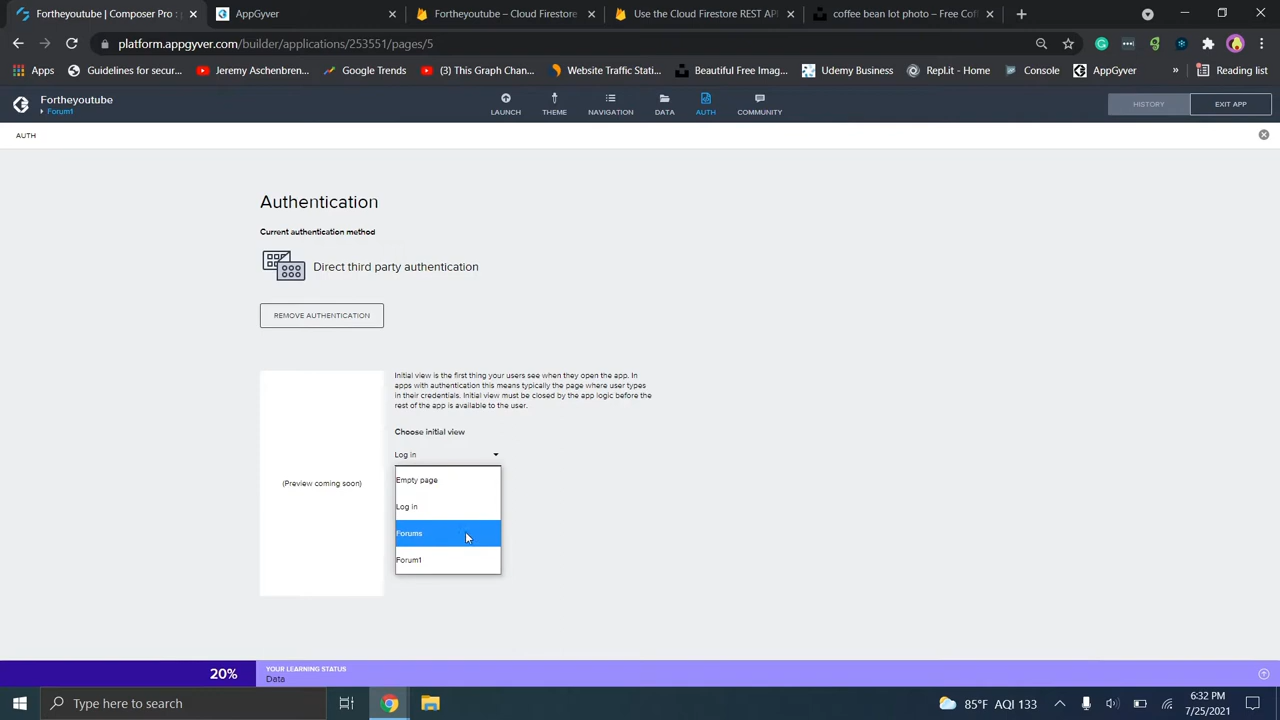 Fortheyoutube | Composer Pro :
AppGyver
Fortheyoutube – Cloud Firestore
Use the Cloud Firestore REST API
coffee bean lot photo – Free Coff
platform.appgyver.com/builder/applications/253551/pages/5
Apps
Guidelines for secur...
Jeremy Aschenbren...
Google Trends
(3) This Graph Chan...
Website Traffic Stati...
Beautiful Free Imag...
Udemy Business
Repl.it - Home
Console
AppGyver
»
Reading list
Fortheyoutube
Forum1
LAUNCH
THEME
NAVIGATION
DATA
AUTH
COMMUNITY
HISTORY
EXIT APP
AUTH
Authentication
Current authentication method
Direct third party authentication
REMOVE AUTHENTICATION
Initial view is the first thing your users see when they open the app. In
apps with authentication this means typically the page where user types
in their credentials. Initial view must be closed by the app logic before the
rest of the app is available to the user.
Choose initial view
Log in
Empty page
Log in
(Preview coming soon)
Forums
Forum1
20%
YOUR LEARNING STATUS
Data
Type here to search
85°F AQI 133
6:32 PM
7/25/2021